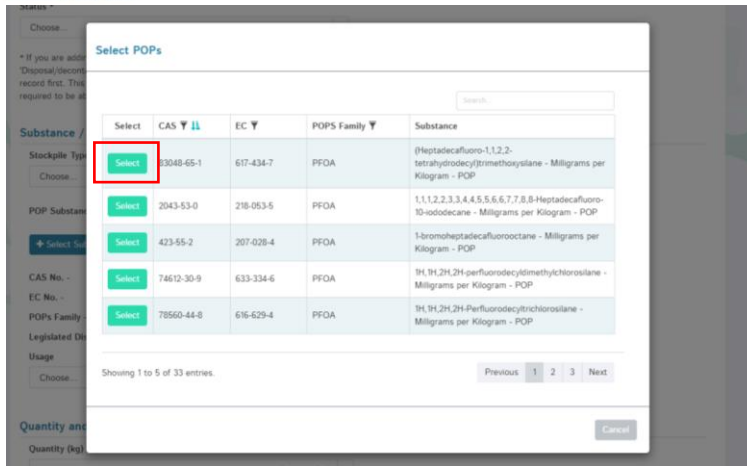 Status *
Choose...
Select POPs
* If you are addin
'Disposal/deconta
record first. This
required to be ab
Search...
Substance /
Select CAS EC POPS Family Substance
Stockpile Typ
Choose...
Select 83048-65-1 617-434-7 PFOA (Heptadecafluoro-1,1,2,2-
tetrahydrodecyl)trimethoxysilane - Milligrams per
Kilogram - POP
POP Substan
Select 2043-53-0 218-053-5 PFOA 1,1,1,2,2,3,3,4,4,5,5,6,6,7,7,8,8-Heptadecafluoro-
10-iododecane - Milligrams per Kilogram - POP
+ Select Sub
Select 423-55-2 207-028-4 PFOA 1-bromoheptadecafluorooctane - Milligrams per
Kilogram - POP
CAS No. -
Select 74612-30-9 633-334-6 PFOA 1H,1H,2H,2H-perfluorodecyldimethylchlorosilane -
Milligrams per Kilogram - POP
EC No. -
POPs Family -
Select 78560-44-8 616-629-4 PFOA 1H,1H,2H,2H-Perfluorodecyltrichlorosilane -
Milligrams per Kilogram - POP
Legislated Dis
Usage
Choose...
Showing 1 to 5 of 33 entries.
Previous 1 2 3 Next
Quantity and
Cancel
Quantity (kg)